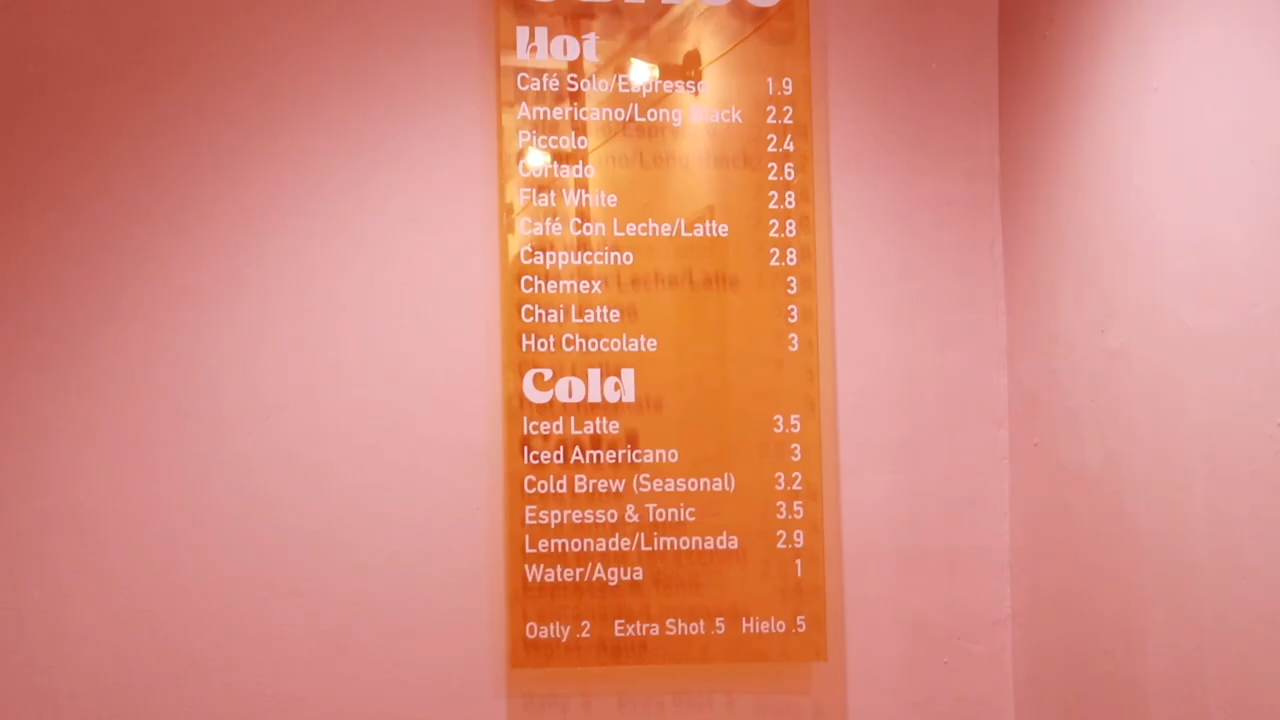 Hot
Café Solo/Espresso 1.9
Americano/Long Black 2.2
Piccolo 2.4
Cortado 2.6
Flat White 2.8
Café Con Leche/Latte 2.8
Cappuccino 2.8
Chemex 3
Chai Latte 3
Hot Chocolate 3
Cold
Iced Latte 3.5
Iced Americano 3
Cold Brew (Seasonal) 3.2
Espresso & Tonic 3.5
Lemonade/Limonada 2.9
Water/Agua 1
Oatly .2 Extra Shot .5 Hielo .5